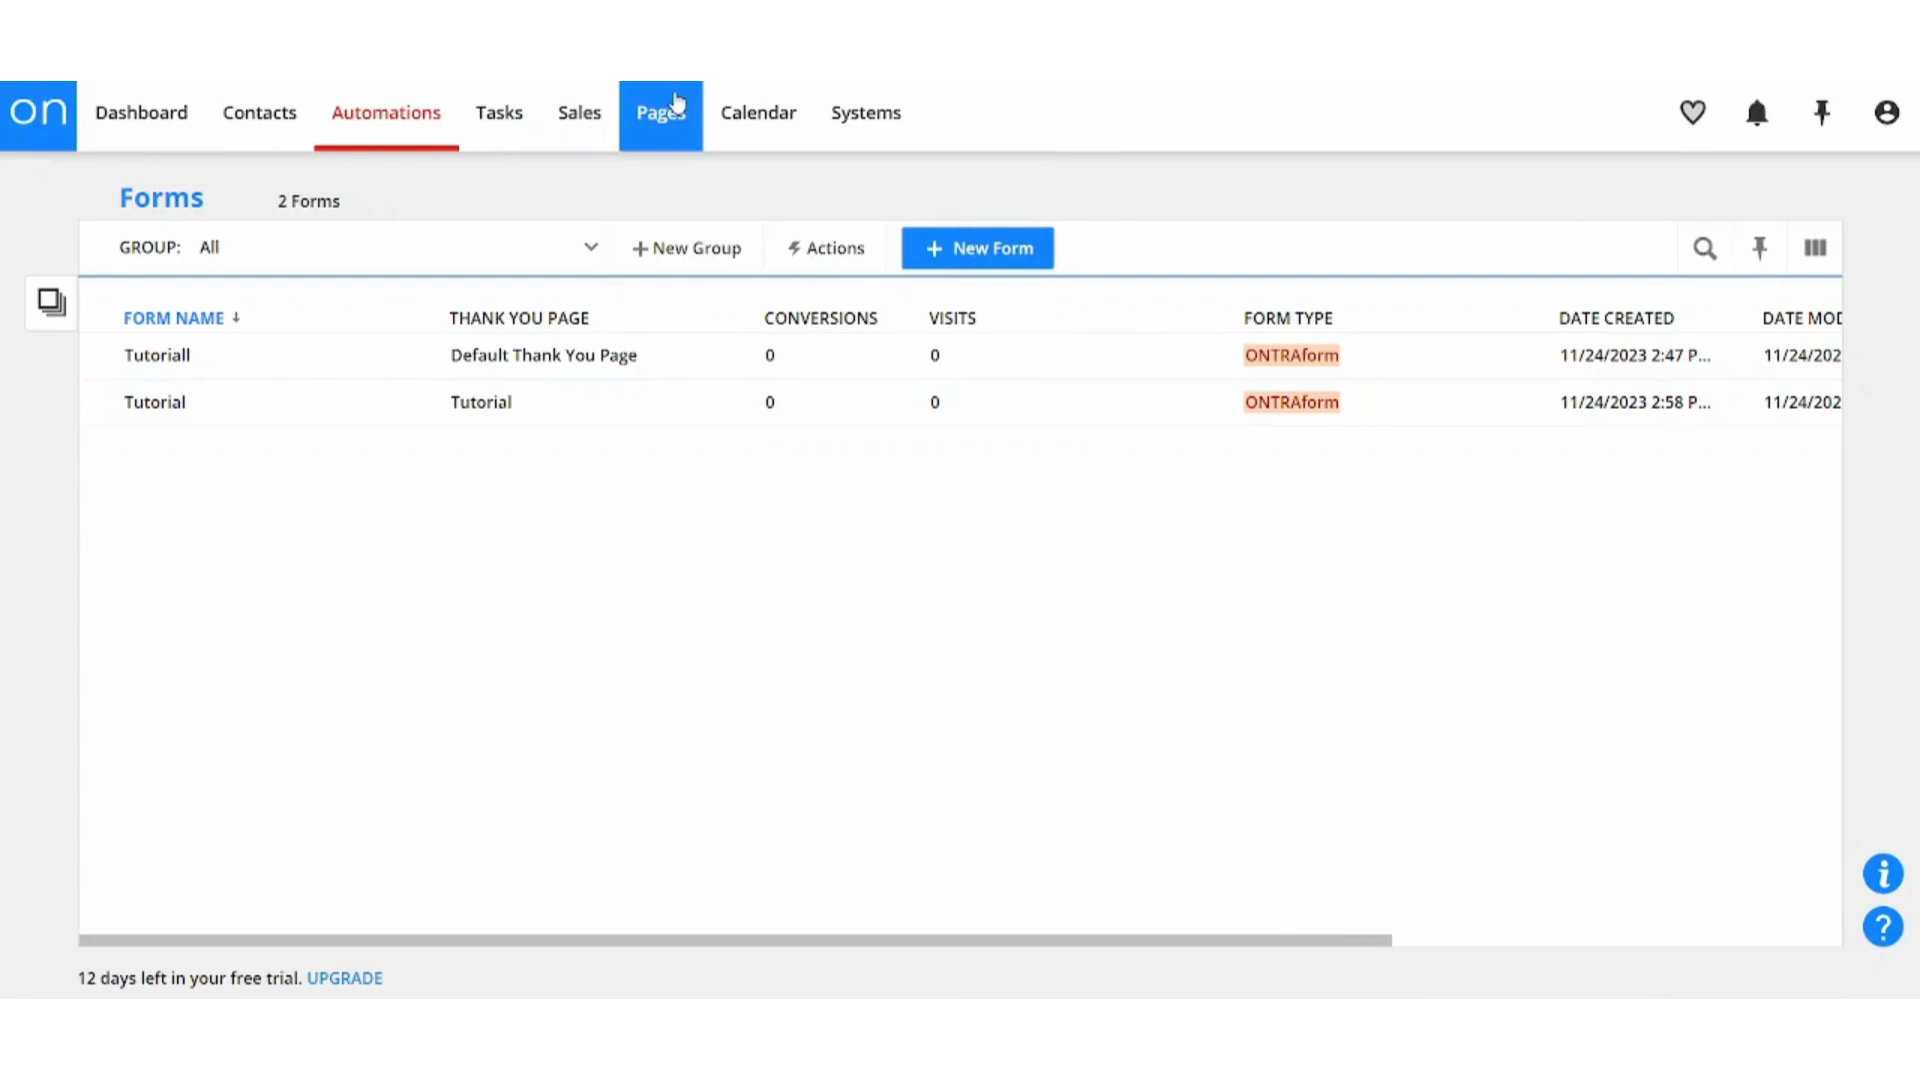 on Dashboard Contacts Automations Tasks Sales Pages Calendar Systems
Forms 2 Forms
GROUP: All New Group Actions New Form
FORM NAME THANK YOU PAGE CONVERSIONS VISITS FORM TYPE DATE CREATED DATE MOD
Tutoriall Default Thank You Page 0 0 ONTRAform 11/24/2023 2:47 P... 11/24/202
Tutorial Tutorial 0 0 ONTRAform 11/24/2023 2:58 P... 11/24/202
12 days left in your free trial. UPGRADE